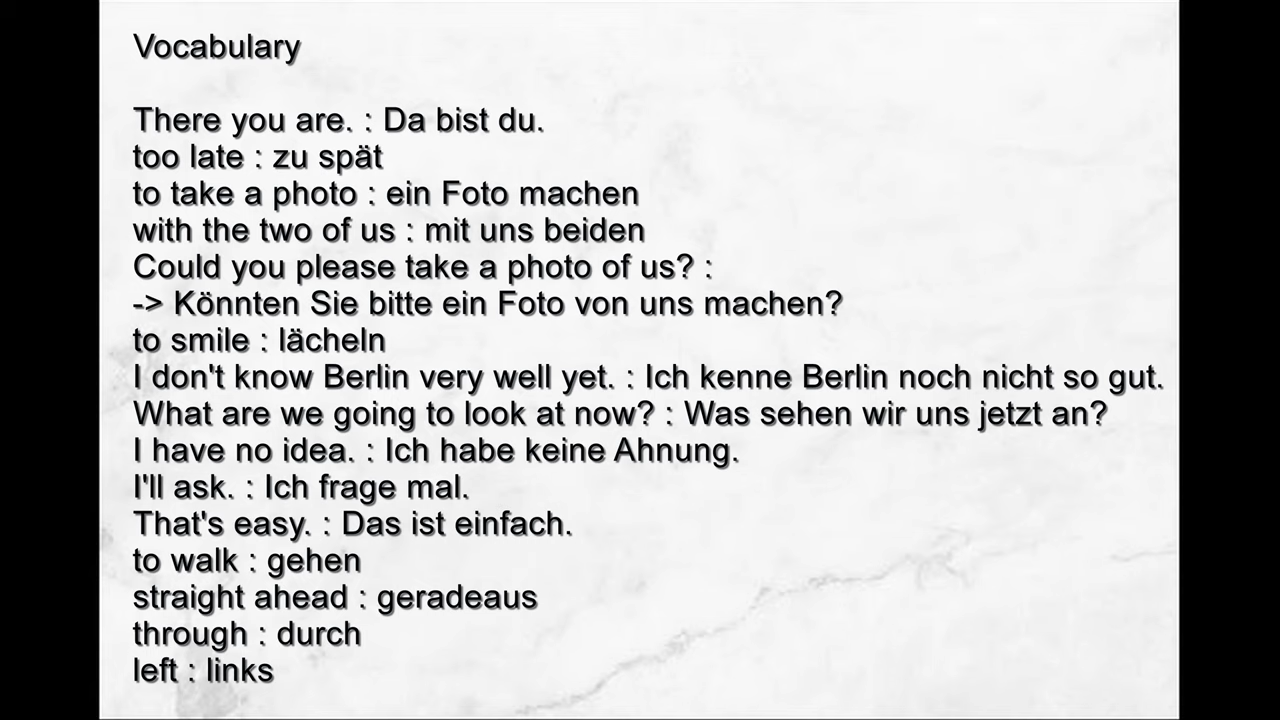 Vocabulary
There you are. : Da bist du.
too late : zu spät
to take a photo : ein Foto machen
with the two of us : mit uns beiden
Could you please take a photo of us? :
-> Könnten Sie bitte ein Foto von uns machen?
to smile : lächeln
I don't know Berlin very well yet. : Ich kenne Berlin noch nicht so gut.
What are we going to look at now? : Was sehen wir uns jetzt an?
I have no idea. : Ich habe keine Ahnung.
I'll ask. : Ich frage mal.
That's easy. : Das ist einfach.
to walk : gehen
straight ahead : geradeaus
through : durch
left : links